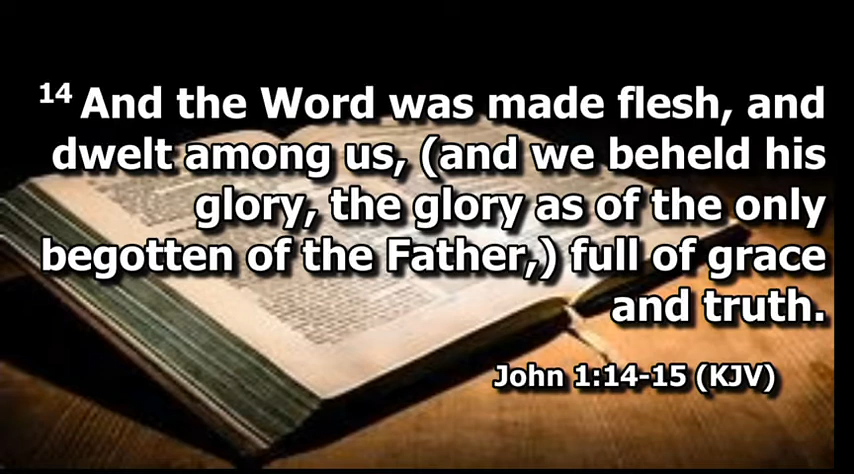 14 And the Word was made flesh, and
dwelt among us, (and we beheld his
glory, the glory as of the only
begotten of the Father,) full of grace
and truth.
John 1:14-15 (KJV)